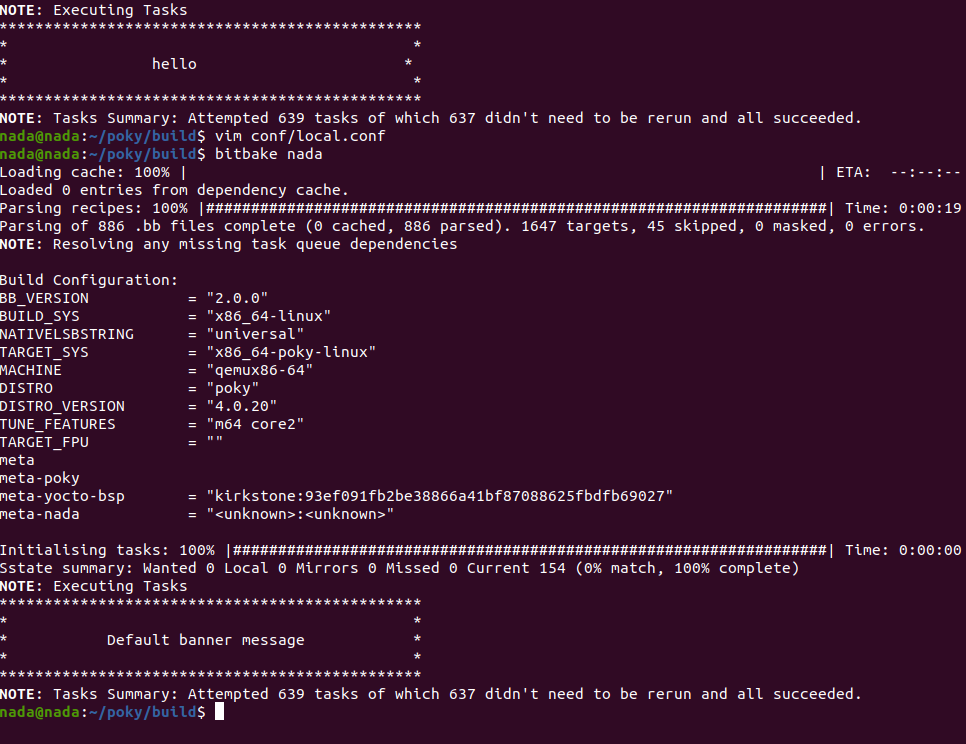 NOTE: Executing Tasks
***********************************************
*                                              *
*                hello                       *
*                                              *
***********************************************
NOTE: Tasks Summary: Attempted 639 tasks of which 637 didn't need to be rerun and all succeeded.
nada@nada:~/poky/build$ vim conf/local.conf
nada@nada:~/poky/build$ bitbake nada
Loading cache: 100% |                                                                       | ETA:  --:--:--
Loaded 0 entries from dependency cache.
Parsing recipes: 100% |#####################################################################| Time: 0:00:19
Parsing of 886 .bb files complete (0 cached, 886 parsed). 1647 targets, 45 skipped, 0 masked, 0 errors.
NOTE: Resolving any missing task queue dependencies
Build Configuration:
BB_VERSION           = "2.0.0"
BUILD_SYS            = "x86_64-linux"
NATIVELSBSTRING      = "universal"
TARGET_SYS           = "x86_64-poky-linux"
MACHINE              = "qemux86-64"
DISTRO               = "poky"
DISTRO_VERSION       = "4.0.20"
TUNE_FEATURES        = "m64 core2"
TARGET_FPU           = ""
meta
meta-poky
meta-yocto-bsp       = "kirkstone:93ef091fb2be38866a41bf87088625fbdfb69027"
meta-nada            = "<unknown>:<unknown>"
Initialising tasks: 100% |##################################################################| Time: 0:00:00
Sstate summary: Wanted 0 Local 0 Mirrors 0 Missed 0 Current 154 (0% match, 100% complete)
NOTE: Executing Tasks
***********************************************
*                                              *
*           Default banner message            *
*                                              *
***********************************************
NOTE: Tasks Summary: Attempted 639 tasks of which 637 didn't need to be rerun and all succeeded.
nada@nada:~/poky/build$